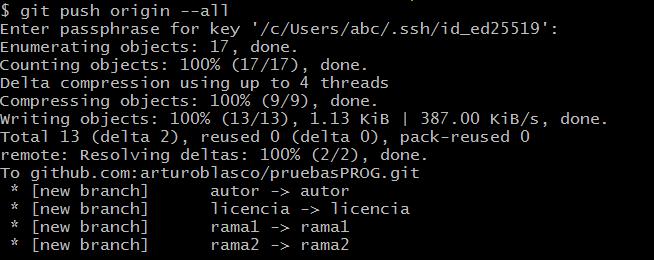 $ git push origin --all
Enter passphrase for key '/c/Users/abc/.ssh/id_ed25519':
Enumerating objects: 17, done.
Counting objects: 100% (17/17), done.
Delta compression using up to 4 threads
Compressing objects: 100% (9/9), done.
Writing objects: 100% (13/13), 1.13 KiB | 387.00 KiB/s, done.
Total 13 (delta 2), reused 0 (delta 0), pack-reused 0
remote: Resolving deltas: 100% (2/2), done.
To github.com:arturoblasco/pruebasPROG.git
 * [new branch]      autor -> autor
 * [new branch]      licencia -> licencia
 * [new branch]      rama1 -> rama1
 * [new branch]      rama2 -> rama2